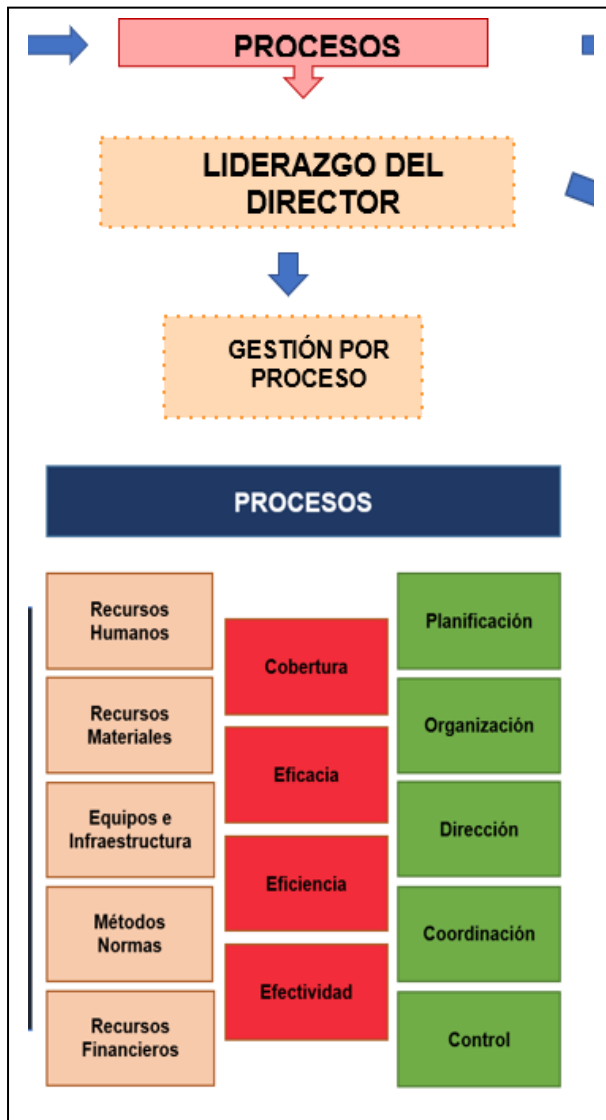 PROCESOS
LIDERAZGO DEL
DIRECTOR
GESTIÓN POR
PROCESO
PROCESOS
Recursos
Humanos
Recursos
Materiales
Equipos e
Infraestructura
Métodos
Normas
Recursos
Financieros
Cobertura
Eficacia
Eficiencia
Efectividad
Planificación
Organización
Dirección
Coordinación
Control